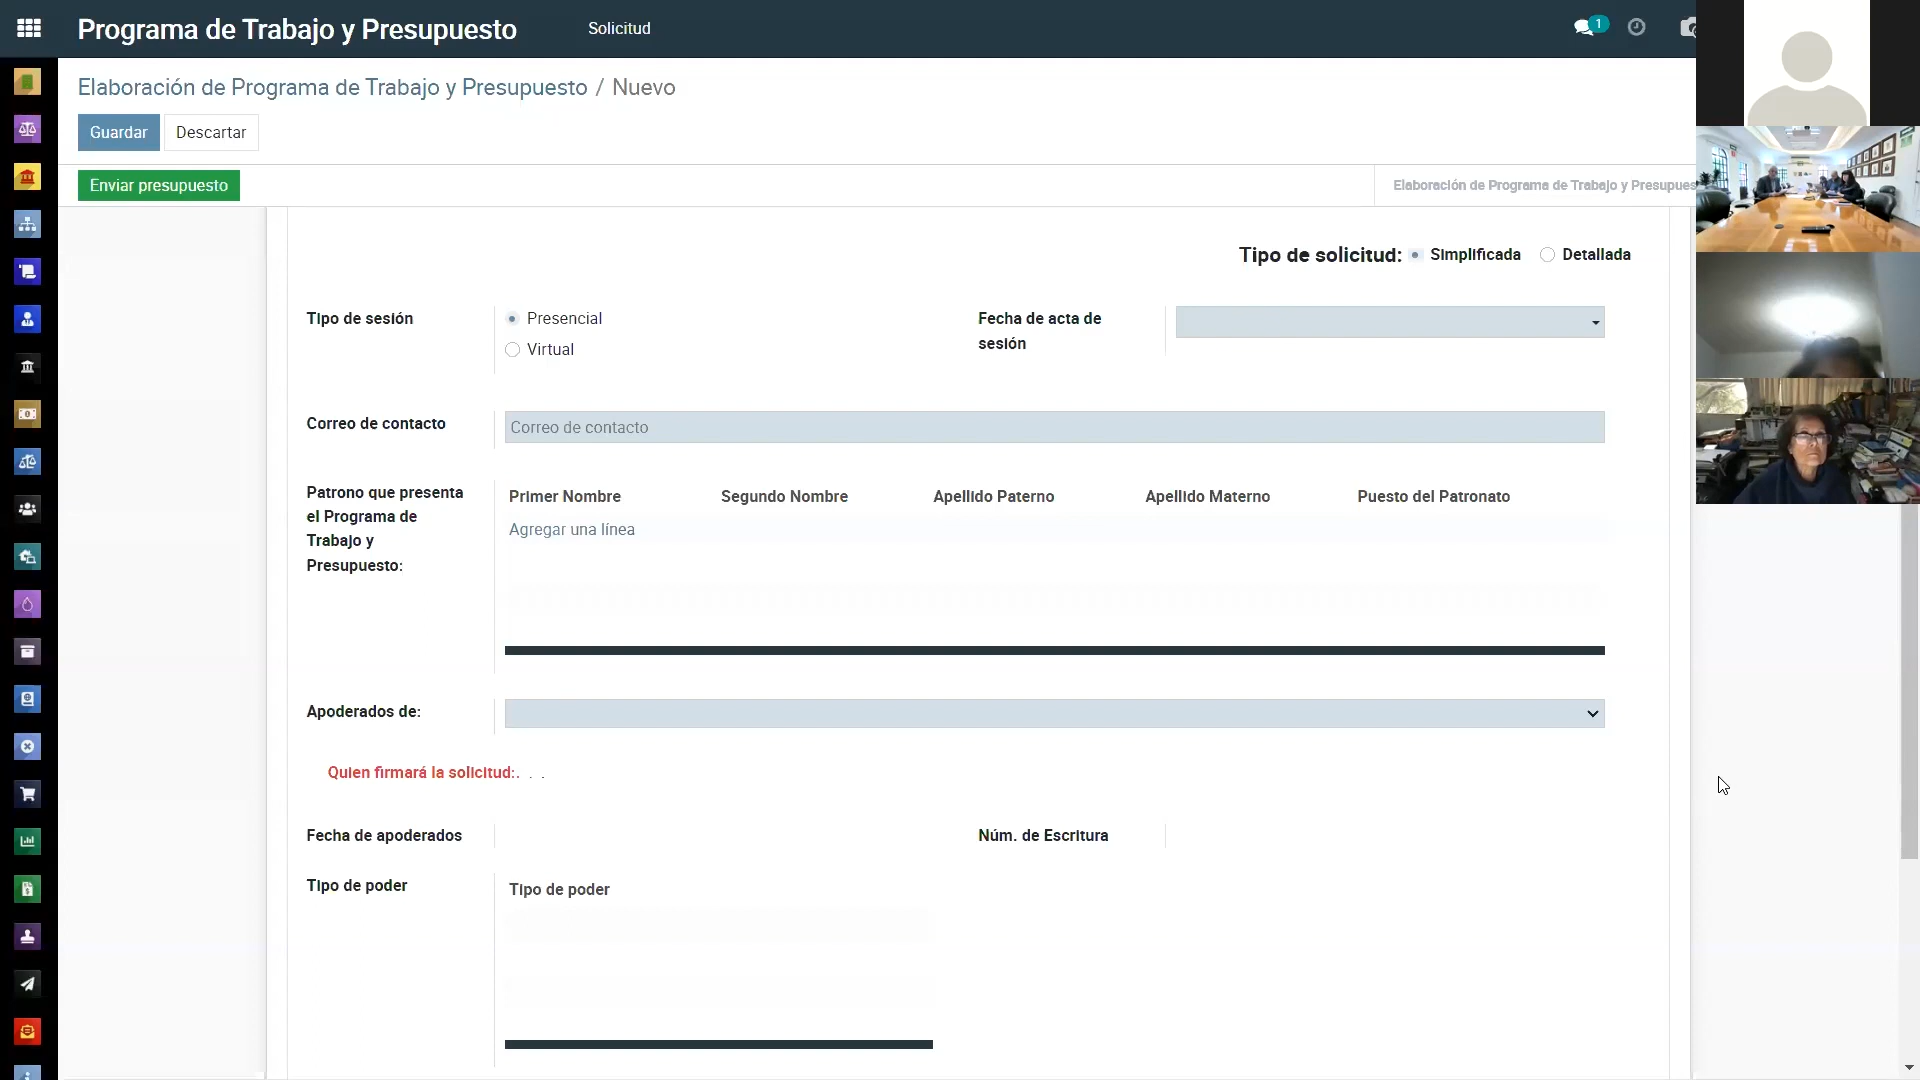 Programa de Trabajo y Presupuesto
Solicitud
1
Elaboración de Programa de Trabajo y Presupuesto / Nuevo
Guardar
Descartar
Enviar presupuesto
Elaboración de Programa de Trabajo y Presupues
Tipo de solicitud:
Simplificada
Detallada
Tipo de sesión
Presencial
Virtual
Fecha de acta de
sesión
Correo de contacto
Correo de contacto
Patrono que presenta
el Programa de
Trabajo y
Presupuesto:
Primer Nombre
Segundo Nombre
Apellido Paterno
Apellido Materno
Puesto del Patronato
Agregar una línea
Apoderados de:
Quien firmará la solicitud:. . .
Fecha de apoderados
Núm. de Escritura
Tipo de poder
Tipo de poder